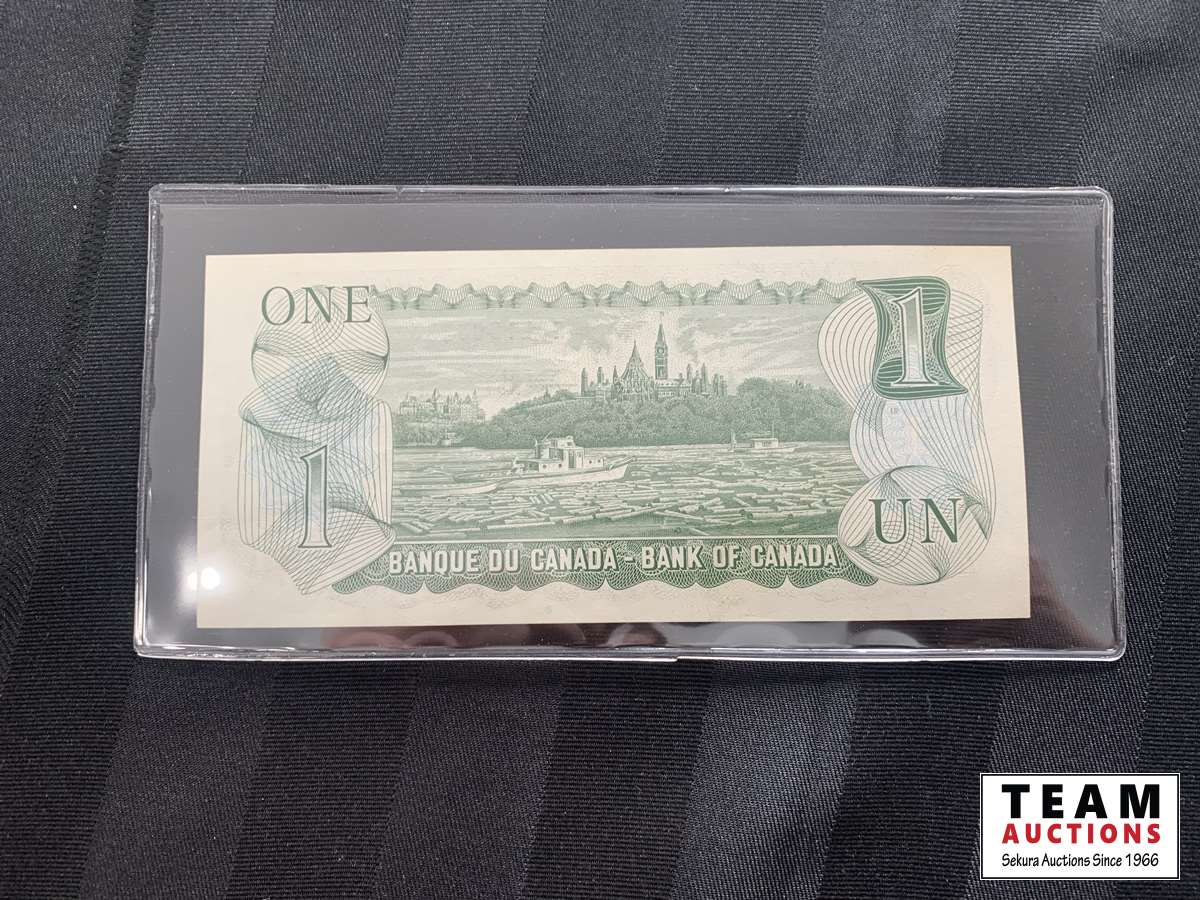 ONE
1
1
UN
BANQUE DU CANADA - BANK OF CANADA
TEAM
AUCTIONS
Sekura Auctions Since 1966